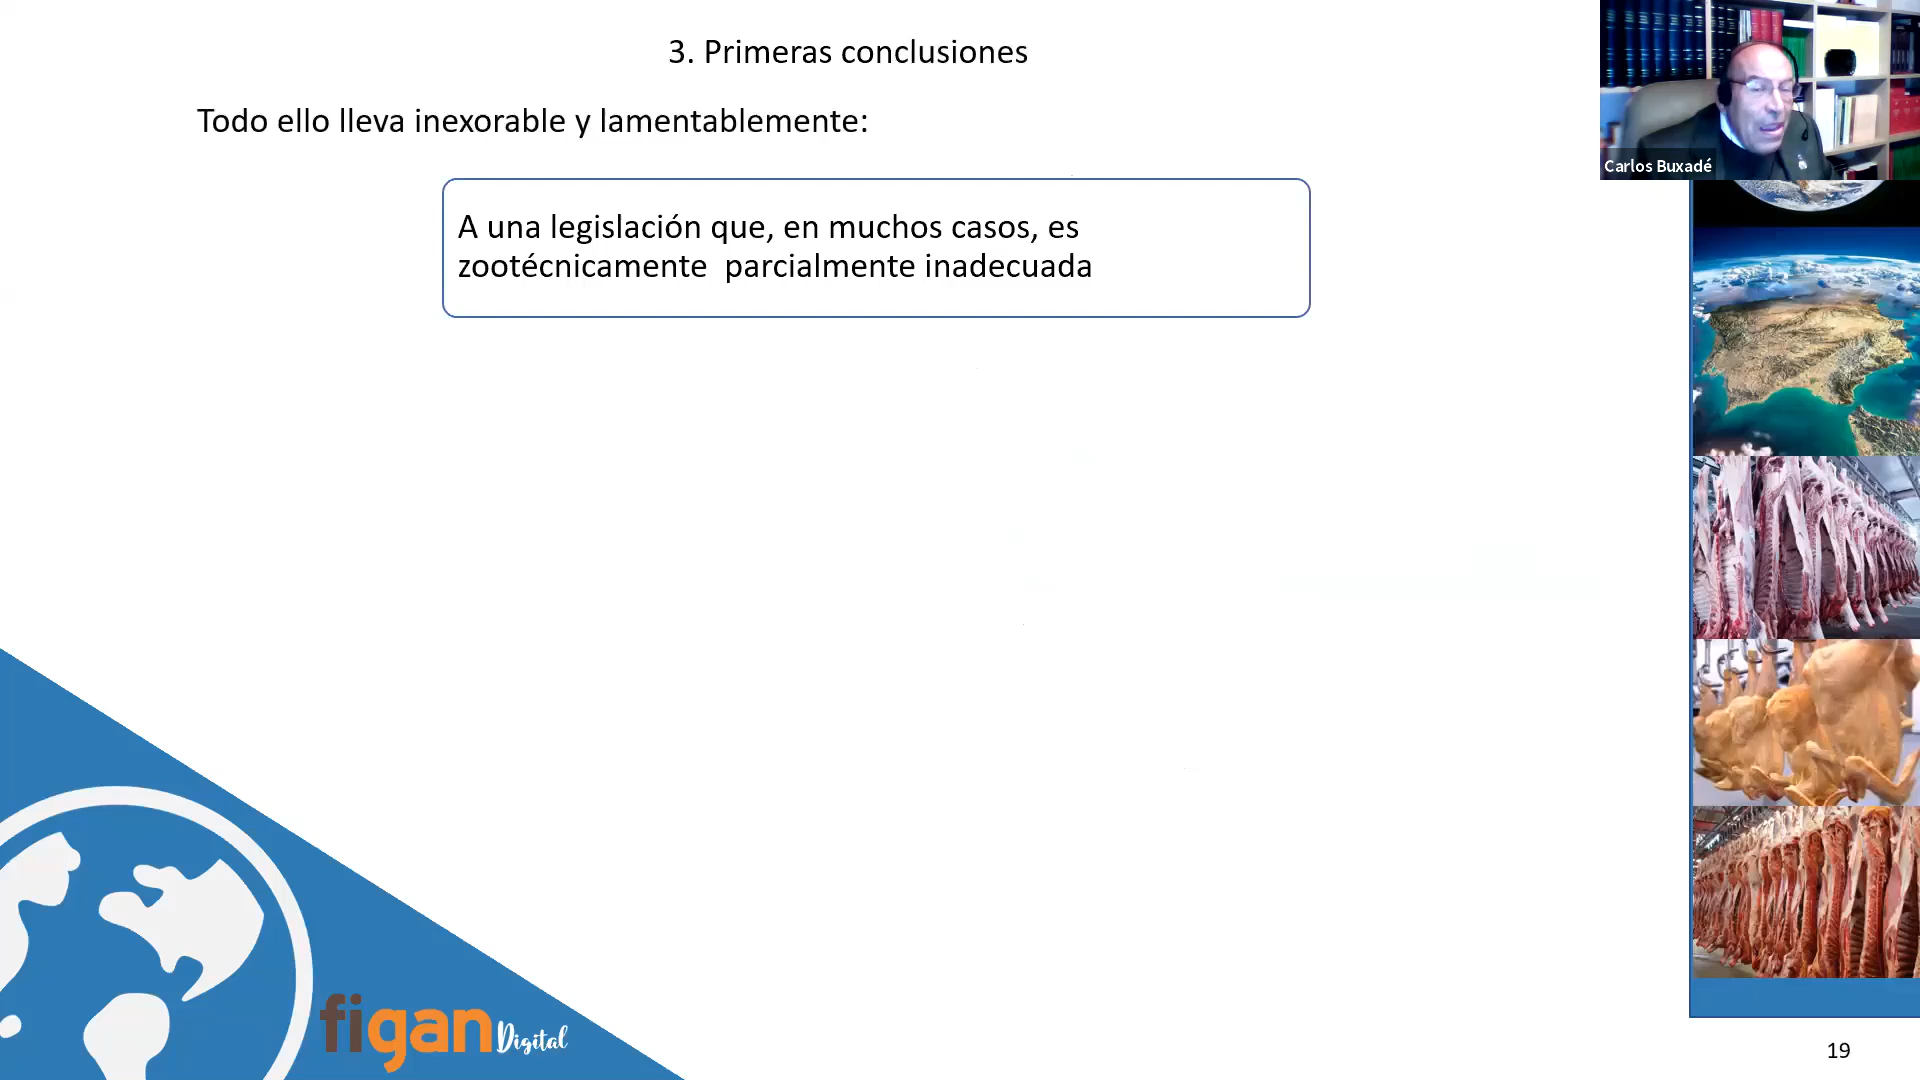 3. Primeras conclusiones
Todo ello lleva inexorable y lamentablemente:
A una legislación que, en muchos casos, es
zootécnicamente  parcialmente inadecuada
Carlos Buxadé
figan Digital
19